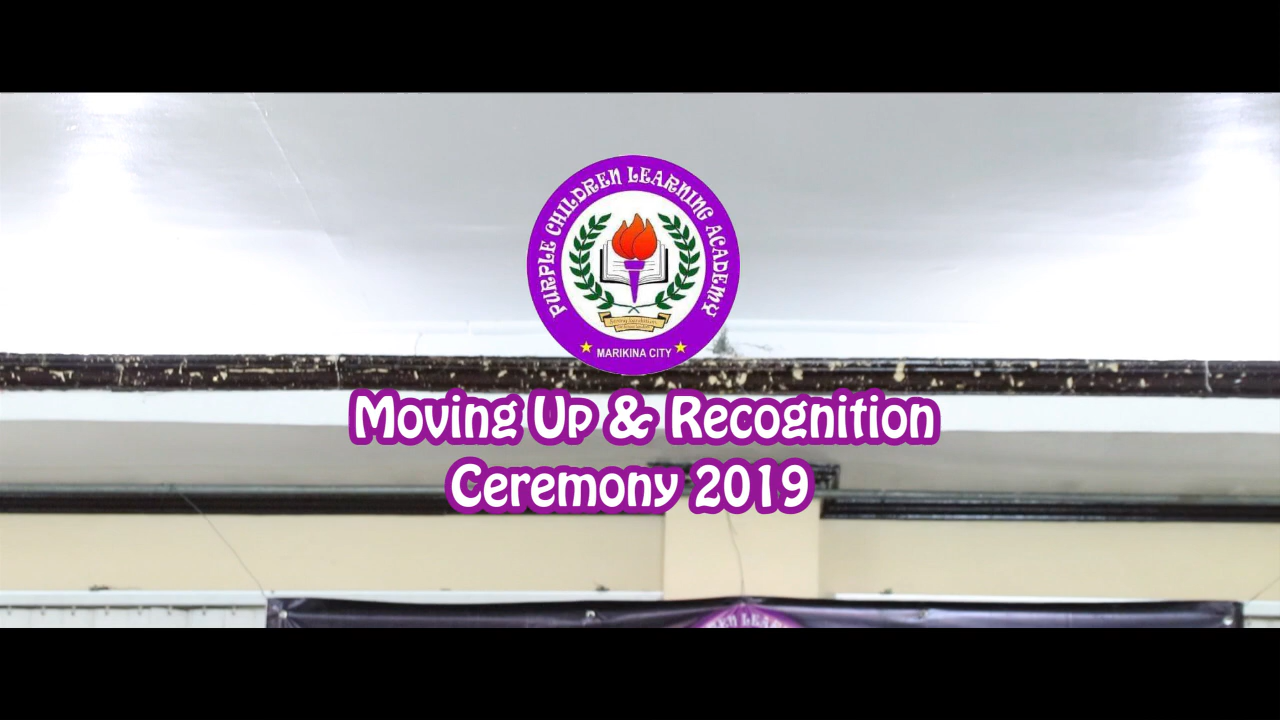 PURPLE CHILDREN LEARNING ACADEMY
MARIKINA CITY
Moving Up & Recognition
Ceremony 2019